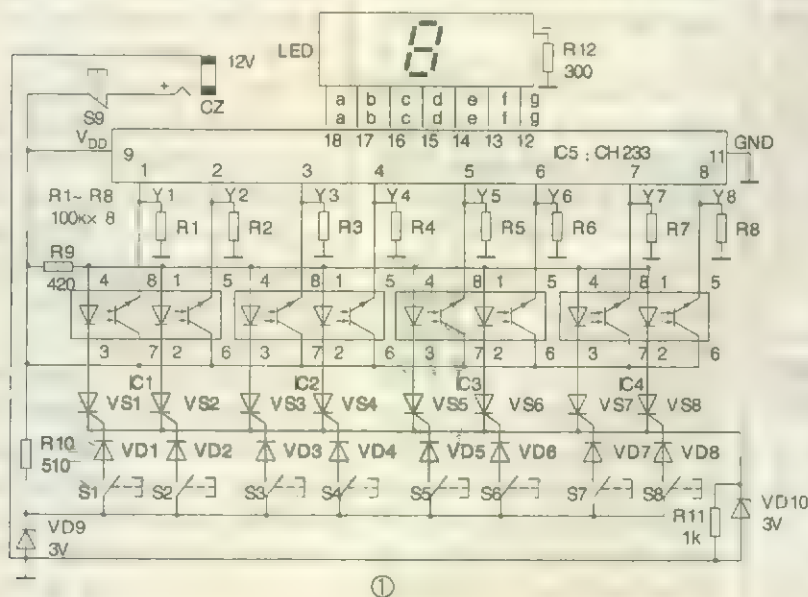 12V
LED
R12
300
CZ
S9
a b c d e f g
a b c d e f g
18 17 16 15 14 13 12
V_DD
9
IC5 : CH233
11
GND
1 2 3 4 5 6 7 8
Y1 Y2 Y3 Y4 Y5 Y6 Y7 Y8
R1~R8
100K×8
R1 R2 R3 R4 R5 R6 R7 R8
R9
420
4 8 1 5 4 8 1 5 4 8 1 5 4 8 1 5
3 7 2 6 3 7 2 6 3 7 2 6 3 7 2 6
IC1 IC2 IC3 IC4
VS1 VS2 VS3 VS4 VS5 VS6 VS7 VS8
R10
510
VD1 VD2 VD3 VD4 VD5 VD6 VD7 VD8
S1 S2 S3 S4 S5 S6 S7 S8
VD9
3V
R11
1k
VD10
3V
①